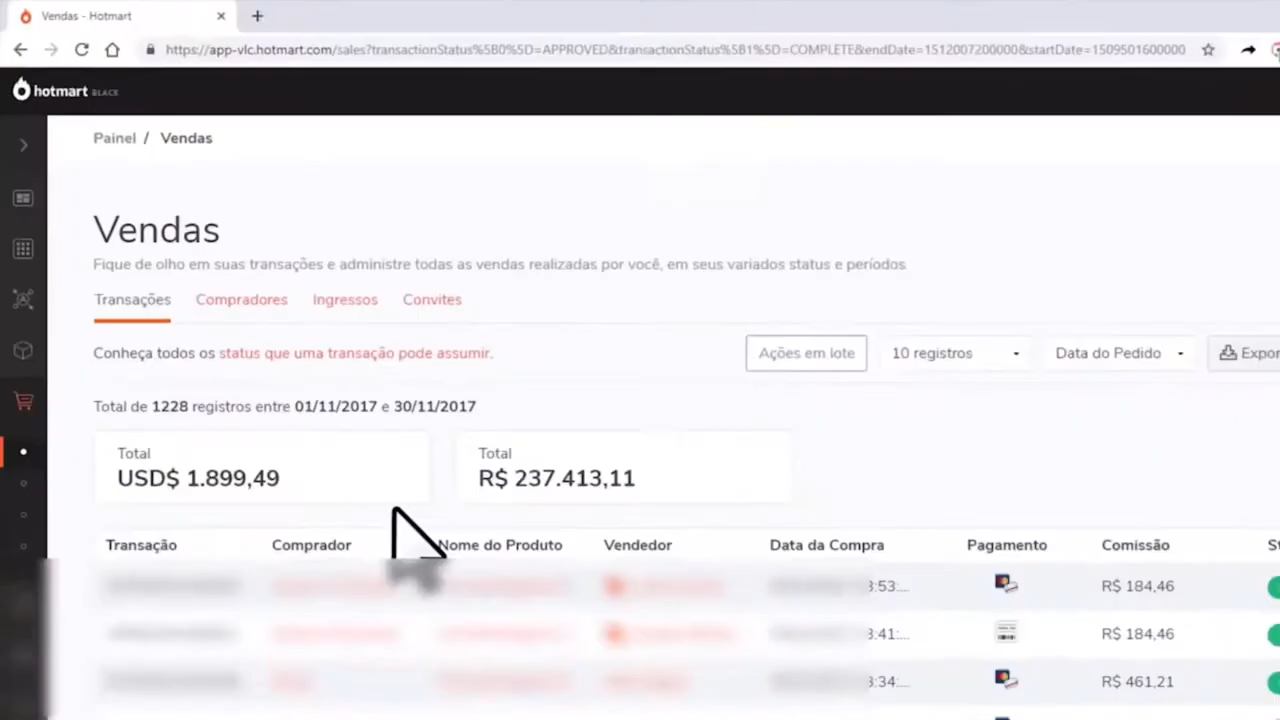 Vendas - Hotmart
https://app-vlc.hotmart.com/sales?transactionStatus%5B0%5D=APPROVED&transactionStatus%5B1%5D=COMPLETE&endDate=1512007200000&startDate=1509501600000
hotmart BLACK
Painel / Vendas
Vendas
Fique de olho em suas transações e administre todas as vendas realizadas por você, em seus variados status e períodos
Transações Compradores Ingressos Convites
Conheça todos os status que uma transação pode assumir. Ações em lote 10 registros Data do Pedido Expor
Total de 1228 registros entre 01/11/2017 e 30/11/2017
Total Total
USD$ 1.899,49 R$ 237.413,11
Transação Comprador Nome do Produto Vendedor Data da Compra Pagamento Comissão St
3:53:... R$ 184,46
3:41:... R$ 184,46
3:34:... R$ 461,21